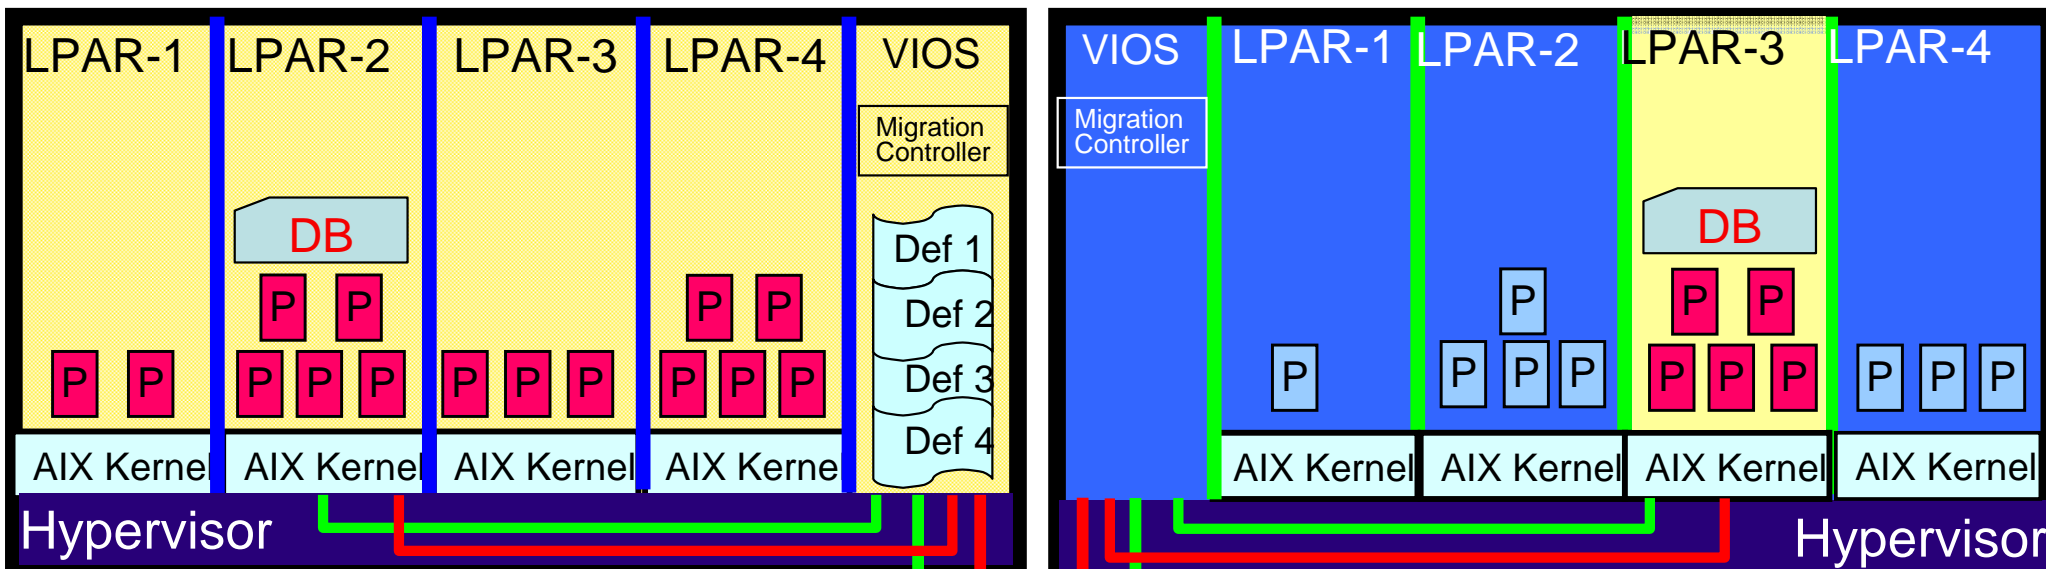 LPAR-1 LPAR-2 LPAR-3 LPAR-4 VIOS
Migration
Controller
DB
Def 1
P P P P
Def 2
P P P P P P P P P P P
Def 3
Def 4
AIX Kernel AIX Kernel AIX Kernel AIX Kernel
Hypervisor
VIOS LPAR-1 LPAR-2 LPAR-3 LPAR-4
Migration
Controller
DB
P P P
P P P P P P P P P P
AIX Kernel AIX Kernel AIX Kernel AIX Kernel
Hypervisor